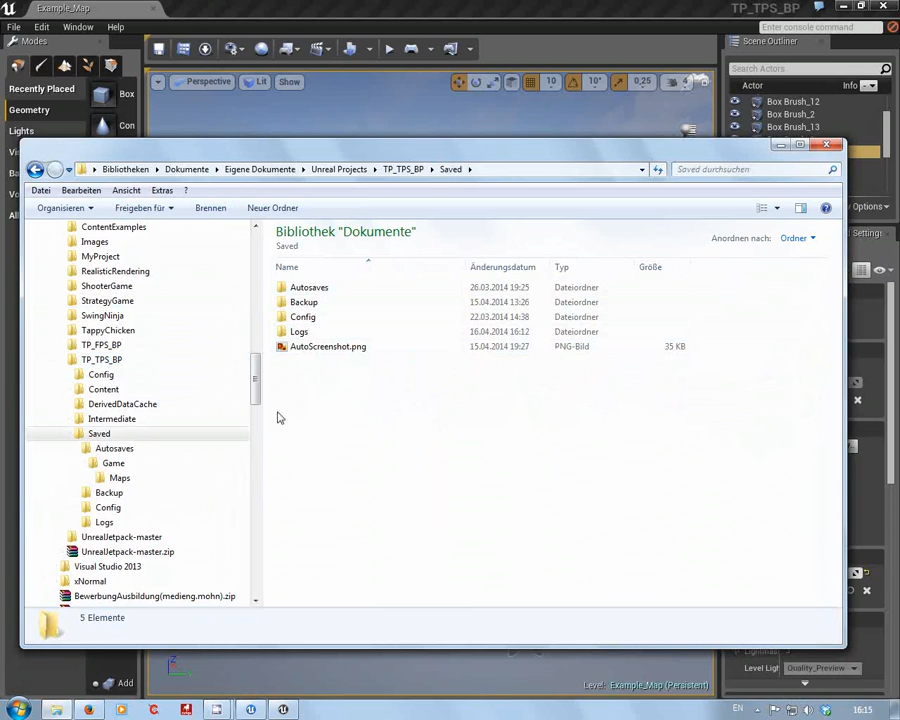 Example_Map
TP_TPS_BP
File Edit Window Help
Enter console command
Modes
Scene Outliner
Recently Placed
Geometry
Lights
Box
Con
Perspective Lit Show 10 10° 0,25 4
Search Actors
Actor Info
Box Brush_12
Box Brush_2
Box Brush_13
Bibliotheken Dokumente Eigene Dokumente Unreal Projects TP_TPS_BP Saved
Saved durchsuchen
Datei Bearbeiten Ansicht Extras ?
Organisieren Freigeben für Brennen Neuer Ordner
ContentExamples
Images
MyProject
RealisticRendering
ShooterGame
StrategyGame
SwingNinja
TappyChicken
TP_FPS_BP
TP_TPS_BP
Config
Content
DerivedDataCache
Intermediate
Saved
Autosaves
Game
Maps
Backup
Config
Logs
UnrealJetpack-master
UnrealJetpack-master.zip
Visual Studio 2013
xNormal
BewerbungAusbildung(medieng.mohn).zip
Bibliothek "Dokumente"
Saved
Anordnen nach: Ordner
Name Änderungsdatum Typ Größe
Autosaves 26.03.2014 19:25 Dateiordner
Backup 15.04.2014 13:26 Dateiordner
Config 22.03.2014 14:38 Dateiordner
Logs 16.04.2014 16:12 Dateiordner
AutoScreenshot.png 15.04.2014 19:27 PNG-Bild 35 KB
5 Elemente
Options
Level Ligh Quality_Preview
Add
Level: Example_Map (Persistent)
EN 16:15